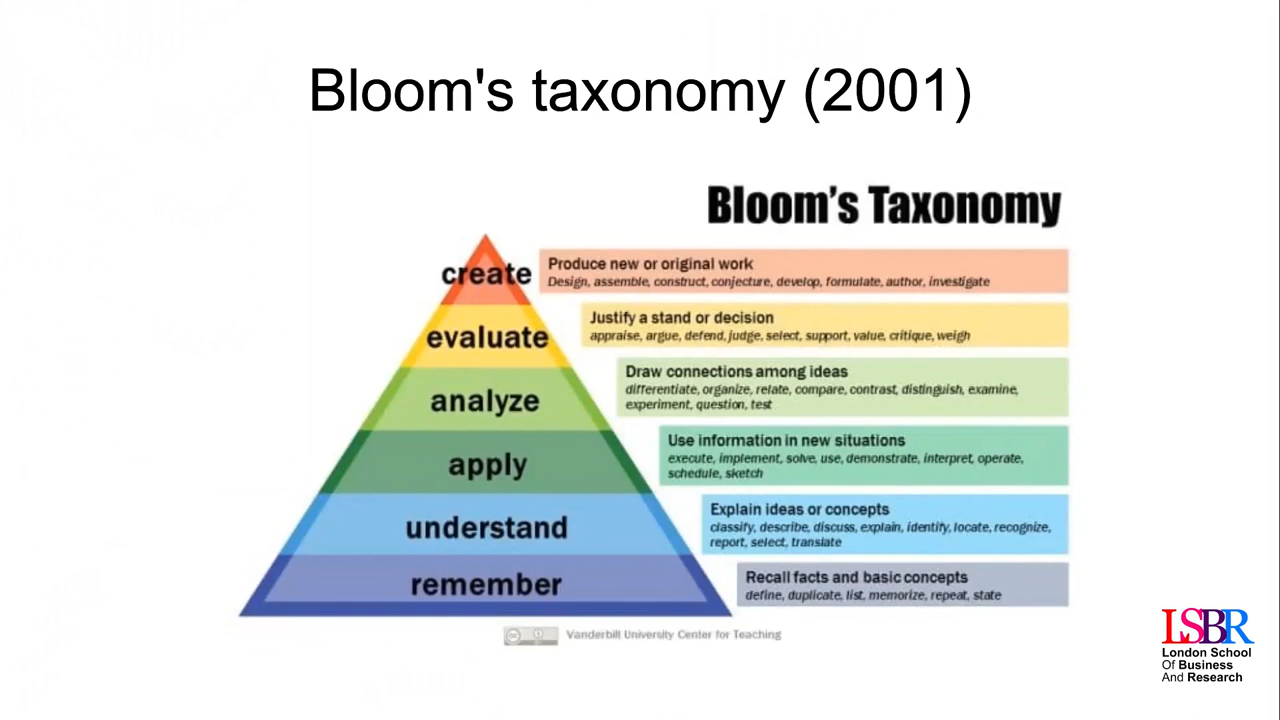 Bloom's taxonomy (2001)
Bloom's Taxonomy
create
Produce new or original work
Design, assemble, construct, conjecture, develop, formulate, author, investigate
evaluate
Justify a stand or decision
appraise, argue, defend, judge, select, support, value, critique, weigh
analyze
Draw connections among ideas
differentiate, organize, relate, compare, contrast, distinguish, examine,
experiment, question, test
apply
Use information in new situations
execute, implement, solve, use, demonstrate, interpret, operate,
schedule, sketch
understand
Explain ideas or concepts
classify, describe, discuss, explain, identify, locate, recognize,
report, select, translate
remember
Recall facts and basic concepts
define, duplicate, list, memorize, repeat, state
Vanderbilt University Center for Teaching
LSBR
London School
Of Business
And Research